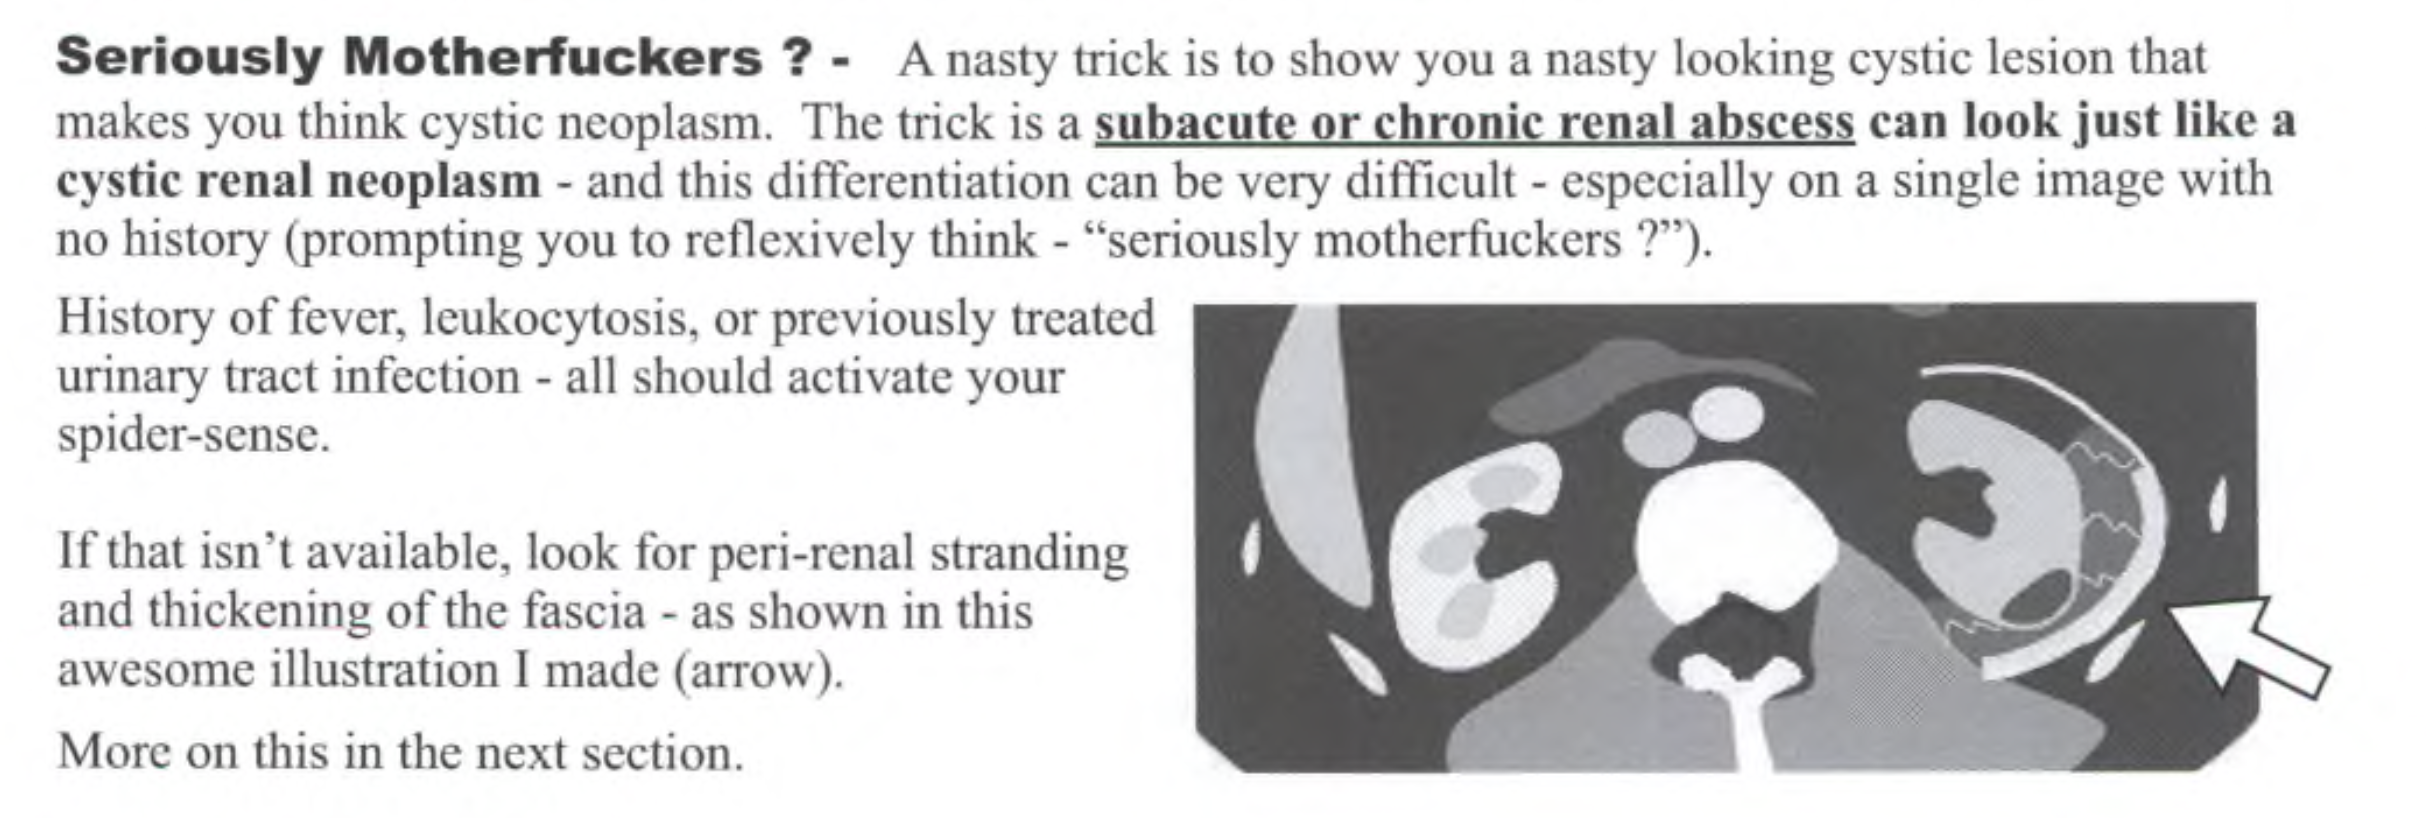 Seriously Motherfuckers ? - A nasty trick is to show you a nasty looking cystic lesion that
makes you think cystic neoplasm. The trick is a subacute or chronic renal abscess can look just like a
cystic renal neoplasm - and this differentiation can be very difficult - especially on a single image with
no history (prompting you to reflexively think - “seriously motherfuckers ?”).
History of fever, leukocytosis, or previously treated
urinary tract infection - all should activate your
spider-sense.
If that isn’t available, look for peri-renal stranding
and thickening of the fascia - as shown in this
awesome illustration I made (arrow).
More on this in the next section.